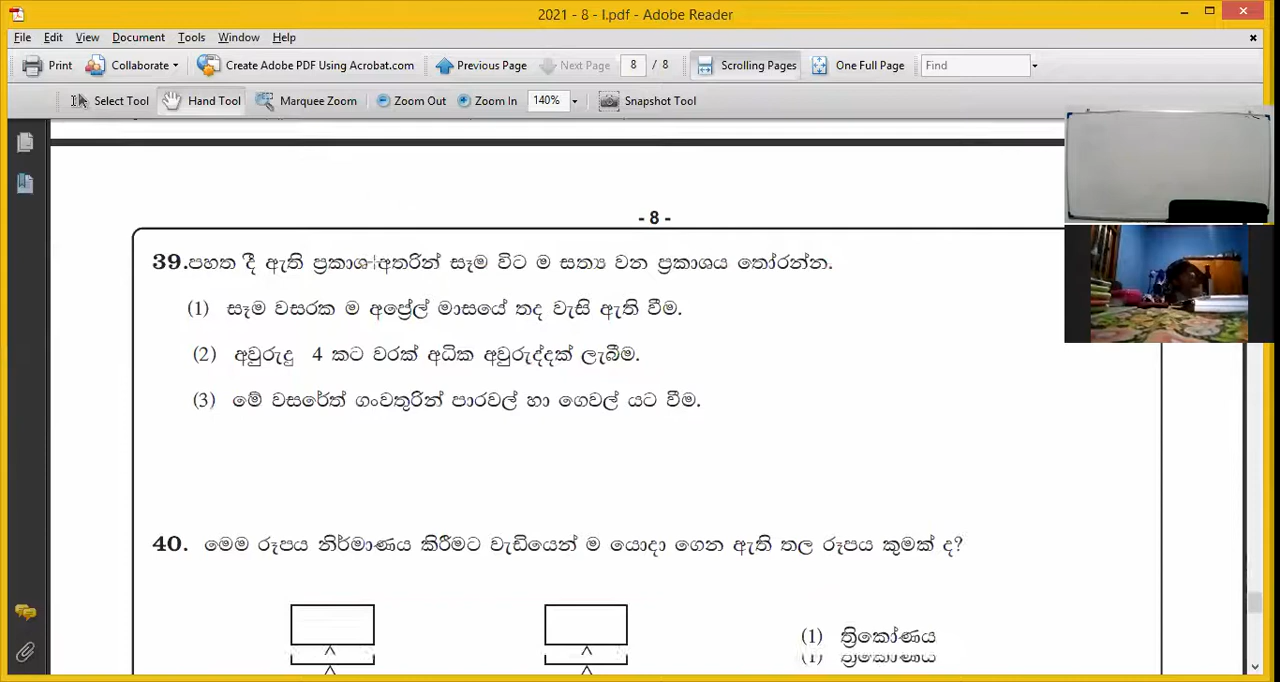 2021 - 8 - I.pdf - Adobe Reader
File Edit View Document Tools Window Help
Print Collaborate Create Adobe PDF Using Acrobat.com Previous Page Next Page 8 / 8 Scrolling Pages One Full Page Find
Select Tool Hand Tool Marquee Zoom Zoom Out Zoom In 140% Snapshot Tool
- 8 -
39.පහත දී ඇති ප්‍රකාශ අතරින් සෑම විට ම සත්‍ය වන ප්‍රකාශය තෝරන්න.
(1) සෑම වසරක ම අප්‍රේල් මාසයේ තද වැසි ඇති වීම.
(2) අවුරුදු 4 කට වරක් අධික අවුරුද්දක් ලැබීම.
(3) මේ වසරේත් ගංවතුරින් පාරවල් හා ගෙවල් යට වීම.
40. මෙම රූපය නිර්මාණය කිරීමට වැඩියෙන් ම යොදා ගෙන ඇති තල රූපය කුමක් ද?
(1) ත්‍රිකෝණය
(1) ත්‍රිකෝණය